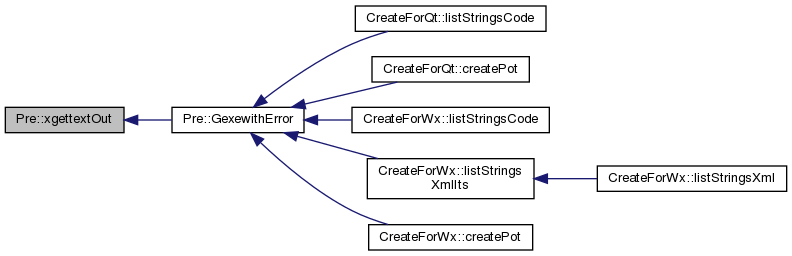 CreateForQt::listStringsCode
CreateForQt::createPot
Pre::xgettextOut
Pre::GexewithError
CreateForWx::listStringsCode
CreateForWx::listStrings
XmlIts
CreateForWx::listStringsXml
CreateForWx::createPot